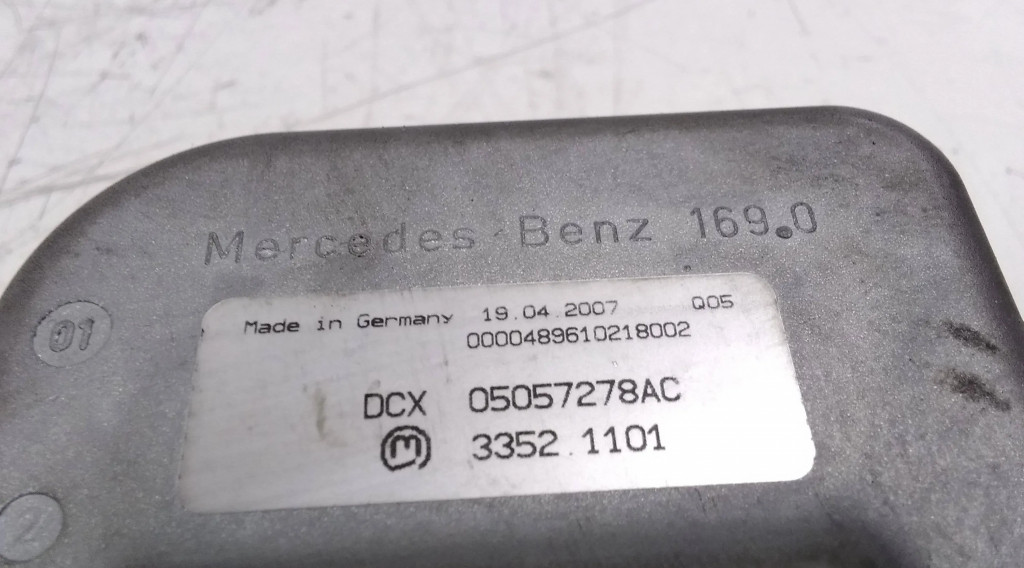 Mercedes-Benz 169.0
01
Made in Germany 19.04.2007 Q05
0000489610218002
DCX 05057278AC
M 3352.1101
2